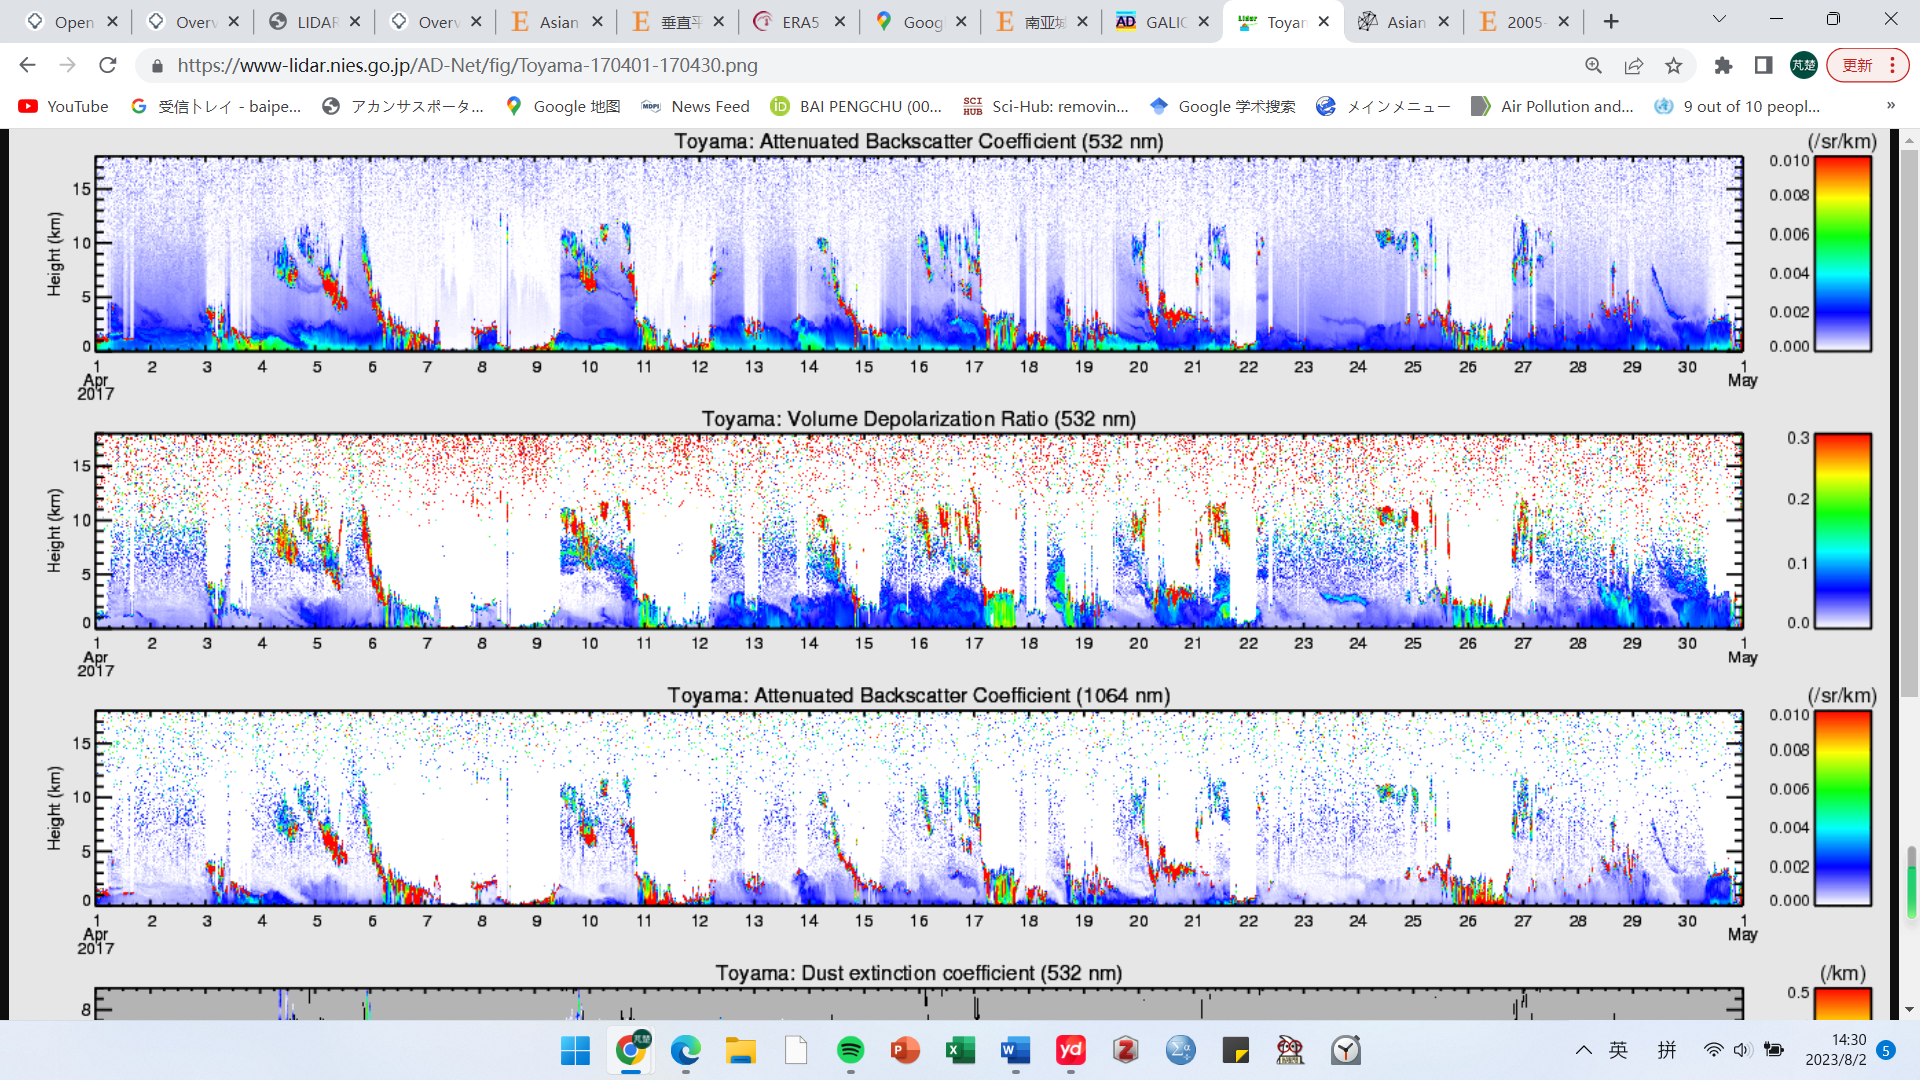 Open Overv LIDAR Overv Asian 垂直平 ERA5 Goog 南亚城 GALIC Toyar Asian 2005-
https://www-lidar.nies.go.jp/AD-Net/fig/Toyama-170401-170430.png 芃楚 更新
YouTube 受信トレイ - baipe... アカンサスポータ... Google 地图 News Feed BAI PENGCHU (00... Sci-Hub: removin... Google 学术搜索 メインメニュー Air Pollution and... 9 out of 10 peopl... »
Toyama: Attenuated Backscatter Coefficient (532 nm) (/sr/km)
Height (km)
15
10
5
0
0.010
0.008
0.006
0.004
0.002
0.000
1 2 3 4 5 6 7 8 9 10 11 12 13 14 15 16 17 18 19 20 21 22 23 24 25 26 27 28 29 30 1
Apr May
2017
Toyama: Volume Depolarization Ratio (532 nm)
Height (km)
15
10
5
0
0.3
0.2
0.1
0.0
1 2 3 4 5 6 7 8 9 10 11 12 13 14 15 16 17 18 19 20 21 22 23 24 25 26 27 28 29 30 1
Apr May
2017
Toyama: Attenuated Backscatter Coefficient (1064 nm) (/sr/km)
Height (km)
15
10
5
0
0.010
0.008
0.006
0.004
0.002
0.000
1 2 3 4 5 6 7 8 9 10 11 12 13 14 15 16 17 18 19 20 21 22 23 24 25 26 27 28 29 30 1
Apr May
2017
Toyama: Dust extinction coefficient (532 nm) (/km)
8
0.5
英 拼 14:30
2023/8/2 5